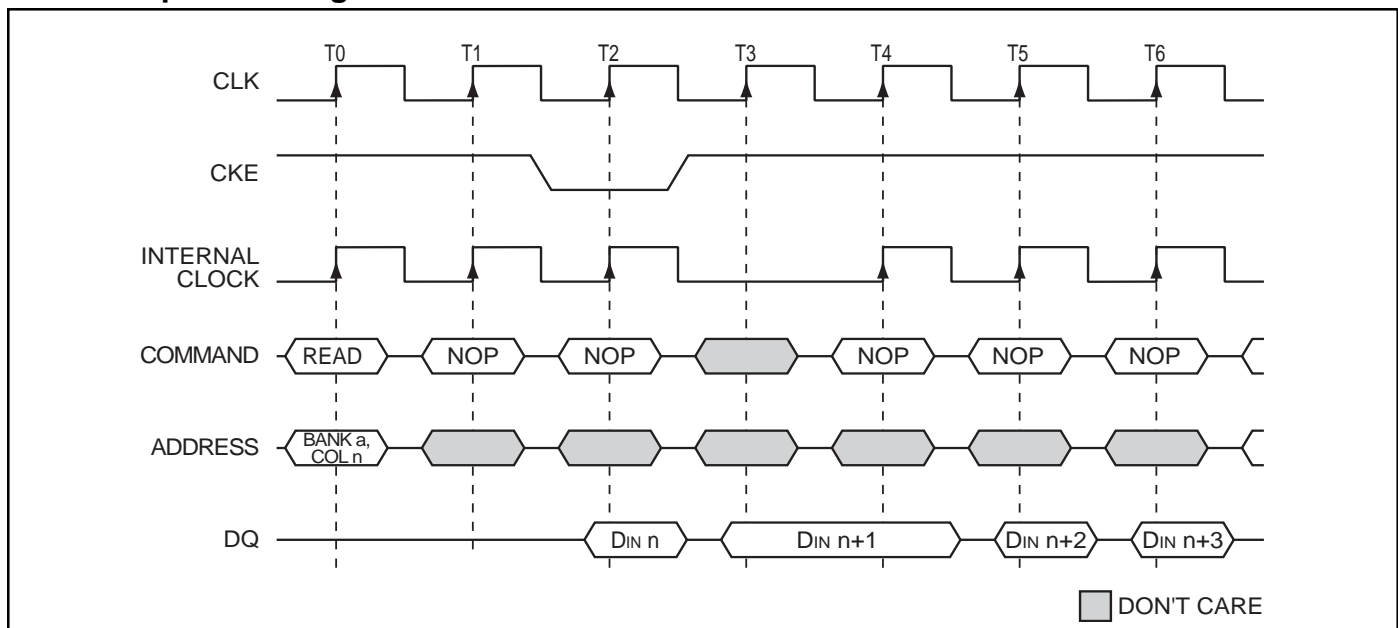 T0 T1 T2 T3 T4 T5 T6
CLK
CKE
INTERNAL
CLOCK
COMMAND READ NOP NOP NOP NOP NOP
ADDRESS BANK a,
COL n
DQ DIN n DIN n+1 DIN n+2 DIN n+3
DON'T CARE